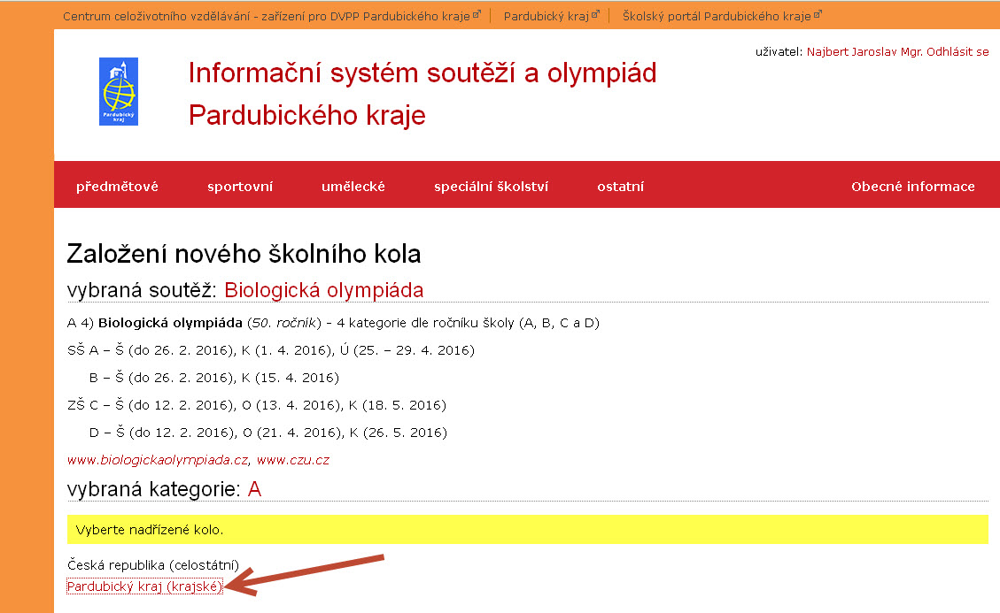 Centrum celoživotního vzdělávání - zařízení pro DVPP Pardubického kraje
Pardubický kraj
Školský portál Pardubického kraje
uživatel: Najbert Jaroslav Mgr. Odhlásit se
Pardubický
kraj
Informační systém soutěží a olympiád
Pardubického kraje
předmětové
sportovní
umělecké
speciální školství
ostatní
Obecné informace
Založení nového školního kola
vybraná soutěž: Biologická olympiáda
A 4) Biologická olympiáda (50. ročník) - 4 kategorie dle ročníku školy (A, B, C a D)
SŠ A – Š (do 26. 2. 2016), K (1. 4. 2016), Ú (25. – 29. 4. 2016)
B – Š (do 26. 2. 2016), K (15. 4. 2016)
ZŠ C – Š (do 12. 2. 2016), O (13. 4. 2016), K (18. 5. 2016)
D – Š (do 12. 2. 2016), O (21. 4. 2016), K (26. 5. 2016)
www.biologickaolympiada.cz, www.czu.cz
vybraná kategorie: A
Vyberte nadřízené kolo.
Česká republika (celostátní)
Pardubický kraj (krajské)